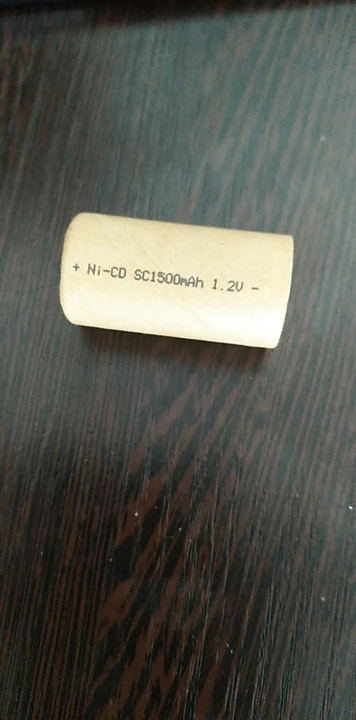 + Ni-CD SC1500mAh 1.2V -